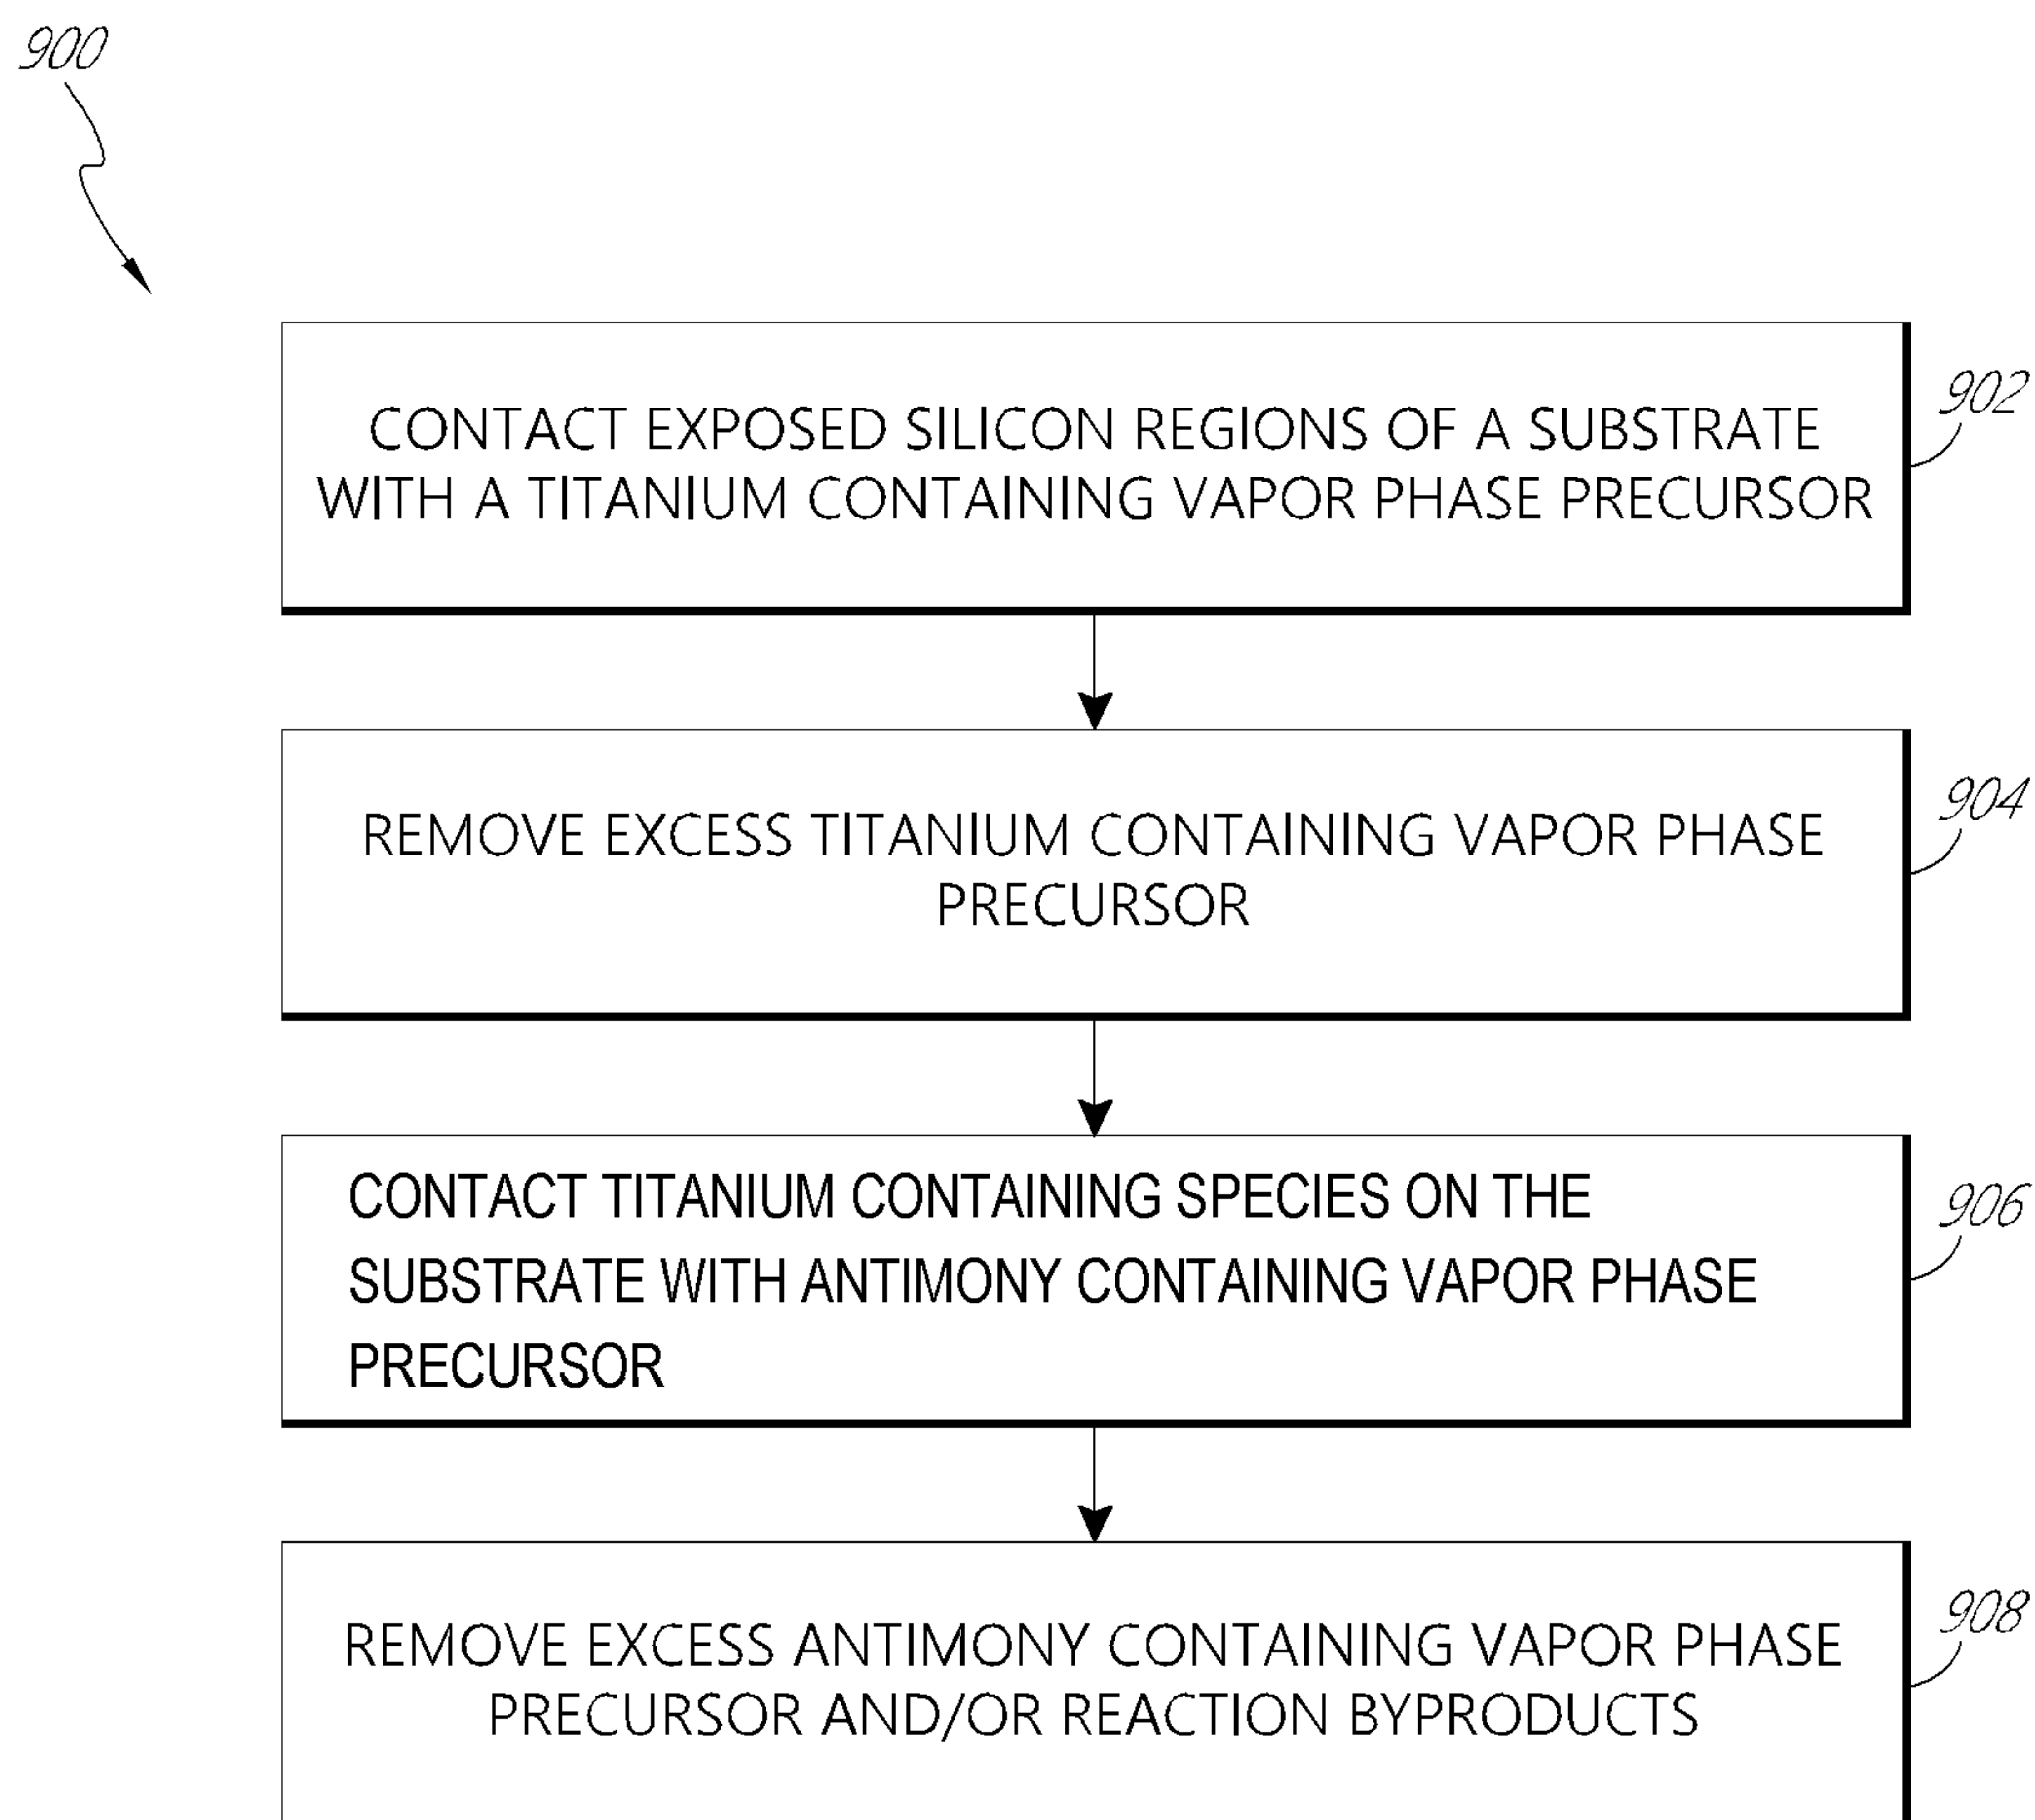 900
CONTACT EXPOSED SILICON REGIONS OF A SUBSTRATE
WITH A TITANIUM CONTAINING VAPOR PHASE PRECURSOR
902
REMOVE EXCESS TITANIUM CONTAINING VAPOR PHASE
PRECURSOR
904
CONTACT TITANIUM CONTAINING SPECIES ON THE
SUBSTRATE WITH ANTIMONY CONTAINING VAPOR PHASE
PRECURSOR
906
REMOVE EXCESS ANTIMONY CONTAINING VAPOR PHASE
PRECURSOR AND/OR REACTION BYPRODUCTS
908